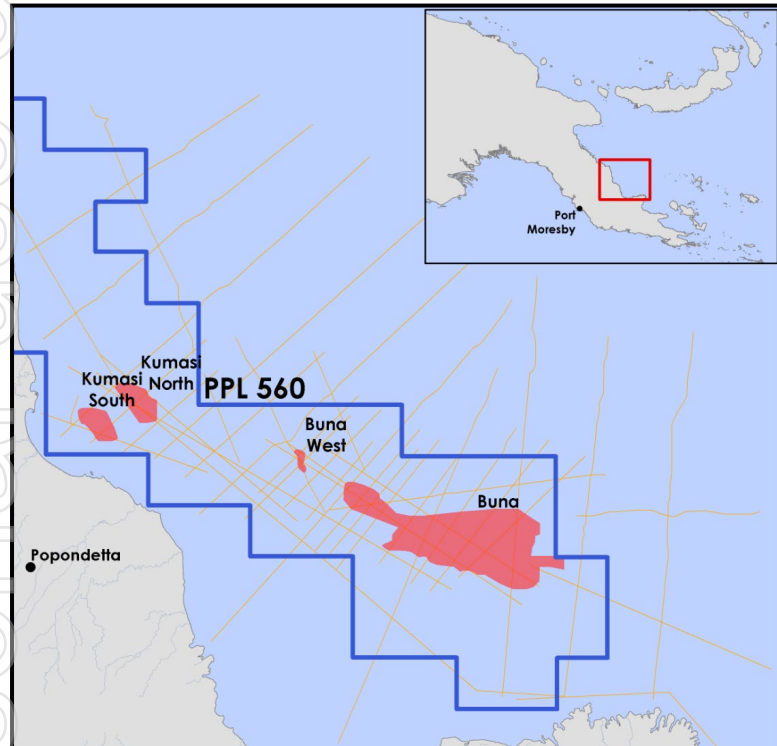 Port
Moresby
Kumasi
North
Kumasi
South
PPL 560
Buna
West
Buna
Popondetta